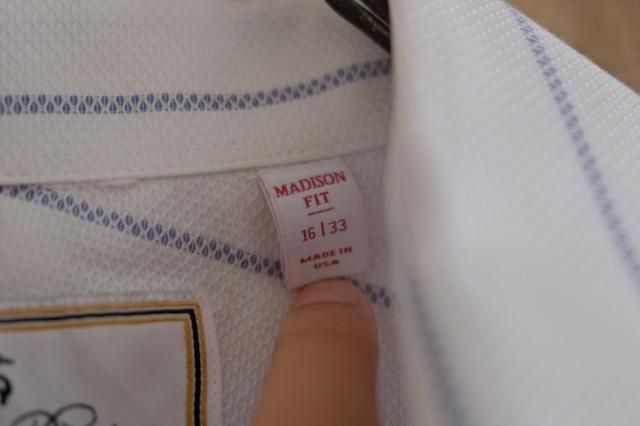 MADISON
FIT
16 | 33
MADE IN
USA